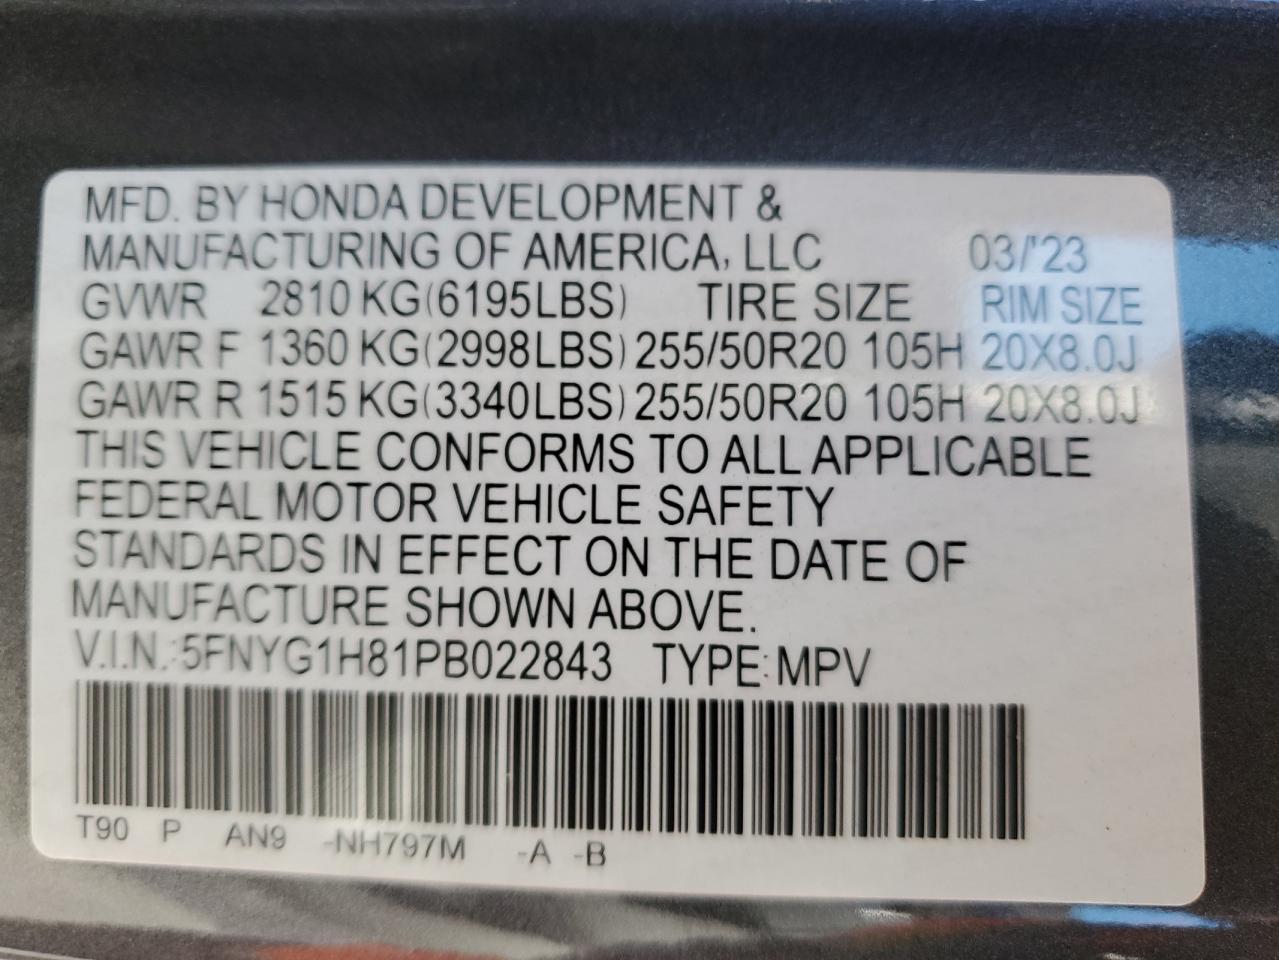 MFD. BY HONDA DEVELOPMENT &
MANUFACTURING OF AMERICA, LLC 03/'23
GVWR 2810 KG(6195LBS) TIRE SIZE RIM SIZE
GAWR F 1360 KG(2998LBS) 255/50R20 105H 20X8.0J
GAWR R 1515 KG(3340LBS) 255/50R20 105H 20X8.0J
THIS VEHICLE CONFORMS TO ALL APPLICABLE
FEDERAL MOTOR VEHICLE SAFETY
STANDARDS IN EFFECT ON THE DATE OF
MANUFACTURE SHOWN ABOVE.
V.I.N.:5FNYG1H81PB022843 TYPE:MPV
T90 P AN9 -NH797M -A -B